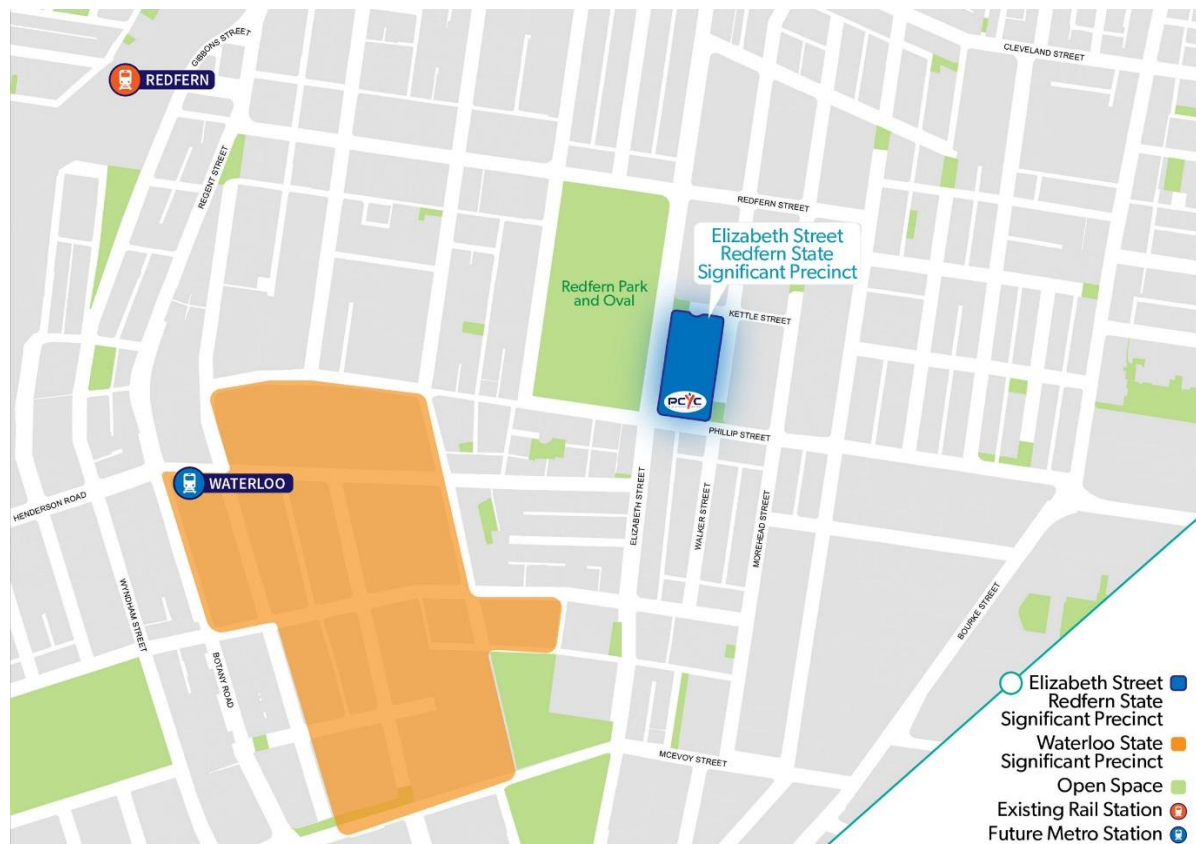 GIBBONS STREET
CLEVELAND STREET
REDFERN
REGENT STREET
REDFERN STREET
Elizabeth Street
Redfern State
Significant Precinct
Redfern Park
and Oval
KETTLE STREET
PCYC
PHILLIP STREET
WATERLOO
HENDERSON ROAD
ELIZABETH STREET
WALKER STREET
MOREHEAD STREET
WYNDHAM STREET
BOTANY ROAD
BOURKE STREET
MCEVOY STREET
Elizabeth Street
Redfern State
Significant Precinct
Waterloo State
Significant Precinct
Open Space
Existing Rail Station
Future Metro Station